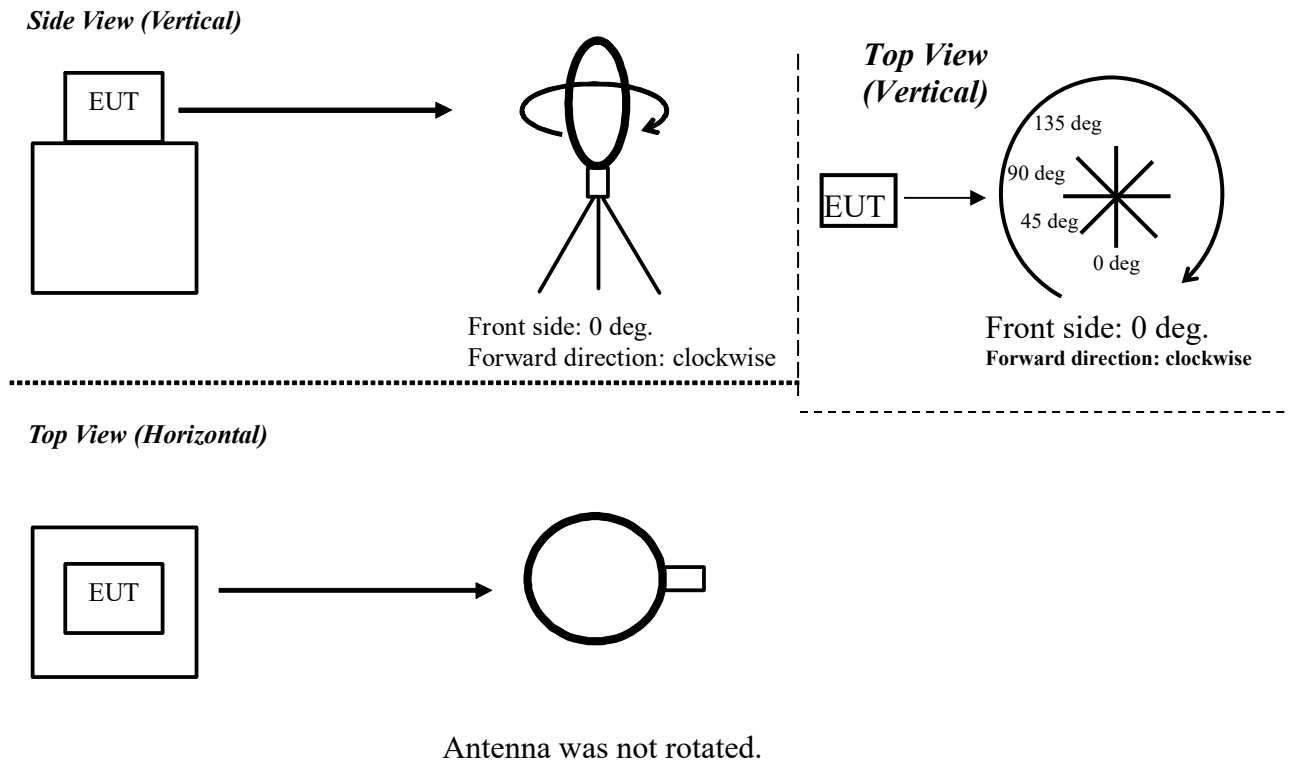 Side View (Vertical)
EUT
Front side: 0 deg.
Forward direction: clockwise
Top View
(Vertical)
135 deg
90 deg
EUT
45 deg
0 deg
Front side: 0 deg.
Forward direction: clockwise
Top View (Horizontal)
EUT
Antenna was not rotated.